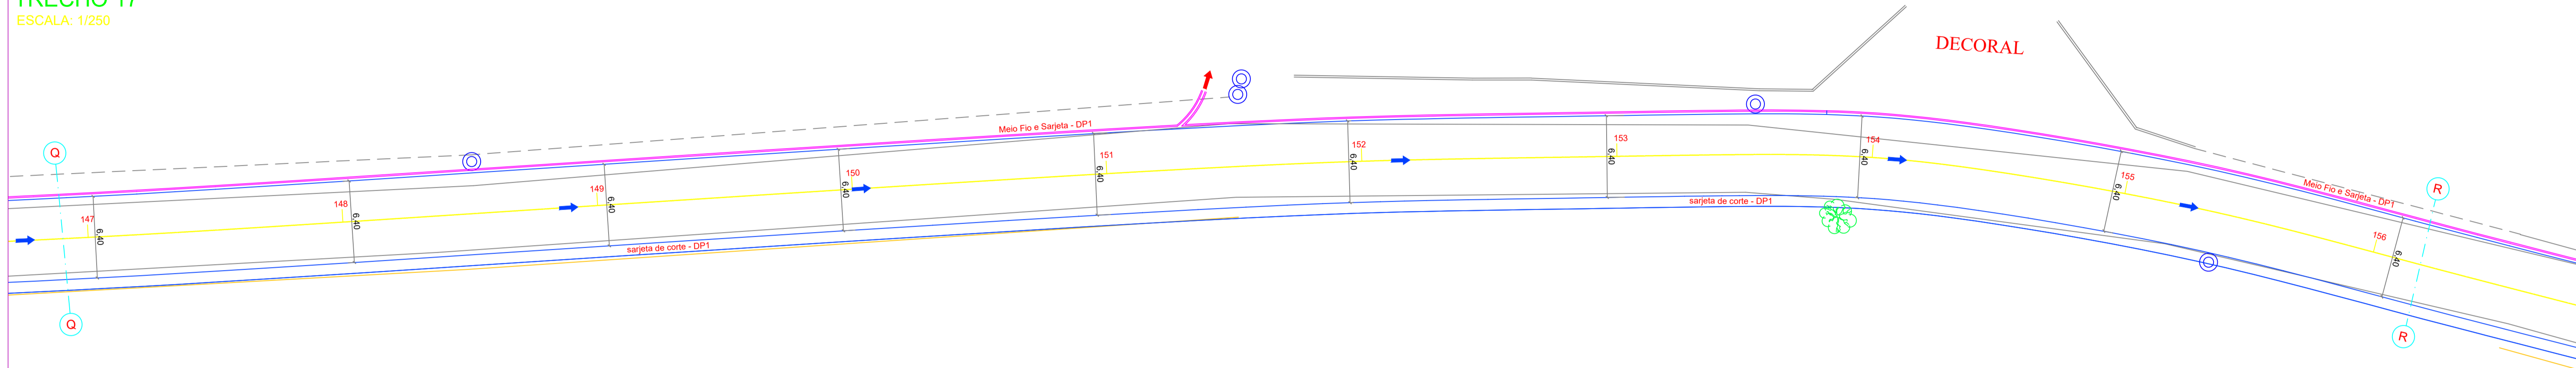 TRECHO 17
ESCALA: 1/250
DECORAL
Meio Fio e Sarjeta - DP1
Q
147
6.40
148
6.40
149
6.40
150
6.40
151
6.40
152
6.40
153
6.40
154
6.40
155
6.40
156
6.40
Meio Fio e Sarjeta - DP1
R
sarjeta de corte - DP1
sarjeta de corte - DP1
Q
R